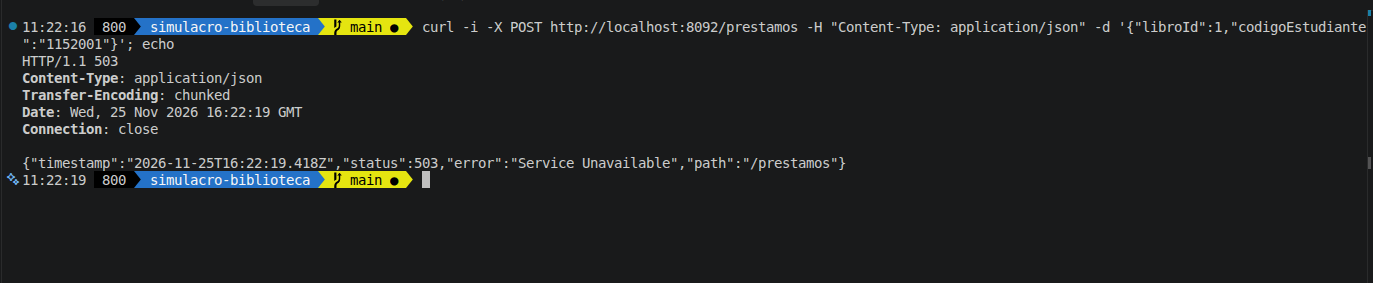 11:22:16 800 simulacro-biblioteca main ● curl -i -X POST http://localhost:8092/prestamos -H "Content-Type: application/json" -d '{"libroId":1,"codigoEstudiante
":"1152001"}'; echo
HTTP/1.1 503
Content-Type: application/json
Transfer-Encoding: chunked
Date: Wed, 25 Nov 2026 16:22:19 GMT
Connection: close
{"timestamp":"2026-11-25T16:22:19.418Z","status":503,"error":"Service Unavailable","path":"/prestamos"}
11:22:19 800 simulacro-biblioteca main ●